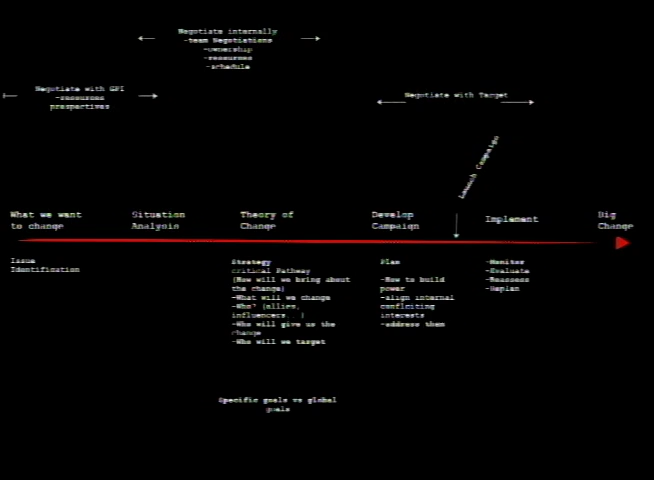 Negotiate internally
-team Negotiations
-ownership
-resources
-schedule
Negotiate with GPI
-resources
prespectives
Negotiate with Target
Launch Campaign
What we want
to change
Situation
Analysis
Theory of
Change
Develop
Campaign
Implement
Big
Change
Issue
Identification
Strategy
critical Pathway
(How will we bring about
the change)
-What will we change
-Who? (allies,
influencers   )
-Who will give us the
change
-Who will we target
Plan
-How to build
power
-align internal
conflciting
interests
-address them
-Monitor
-Evaluate
-Reassess
-Replan
Specific goals vs global
goals